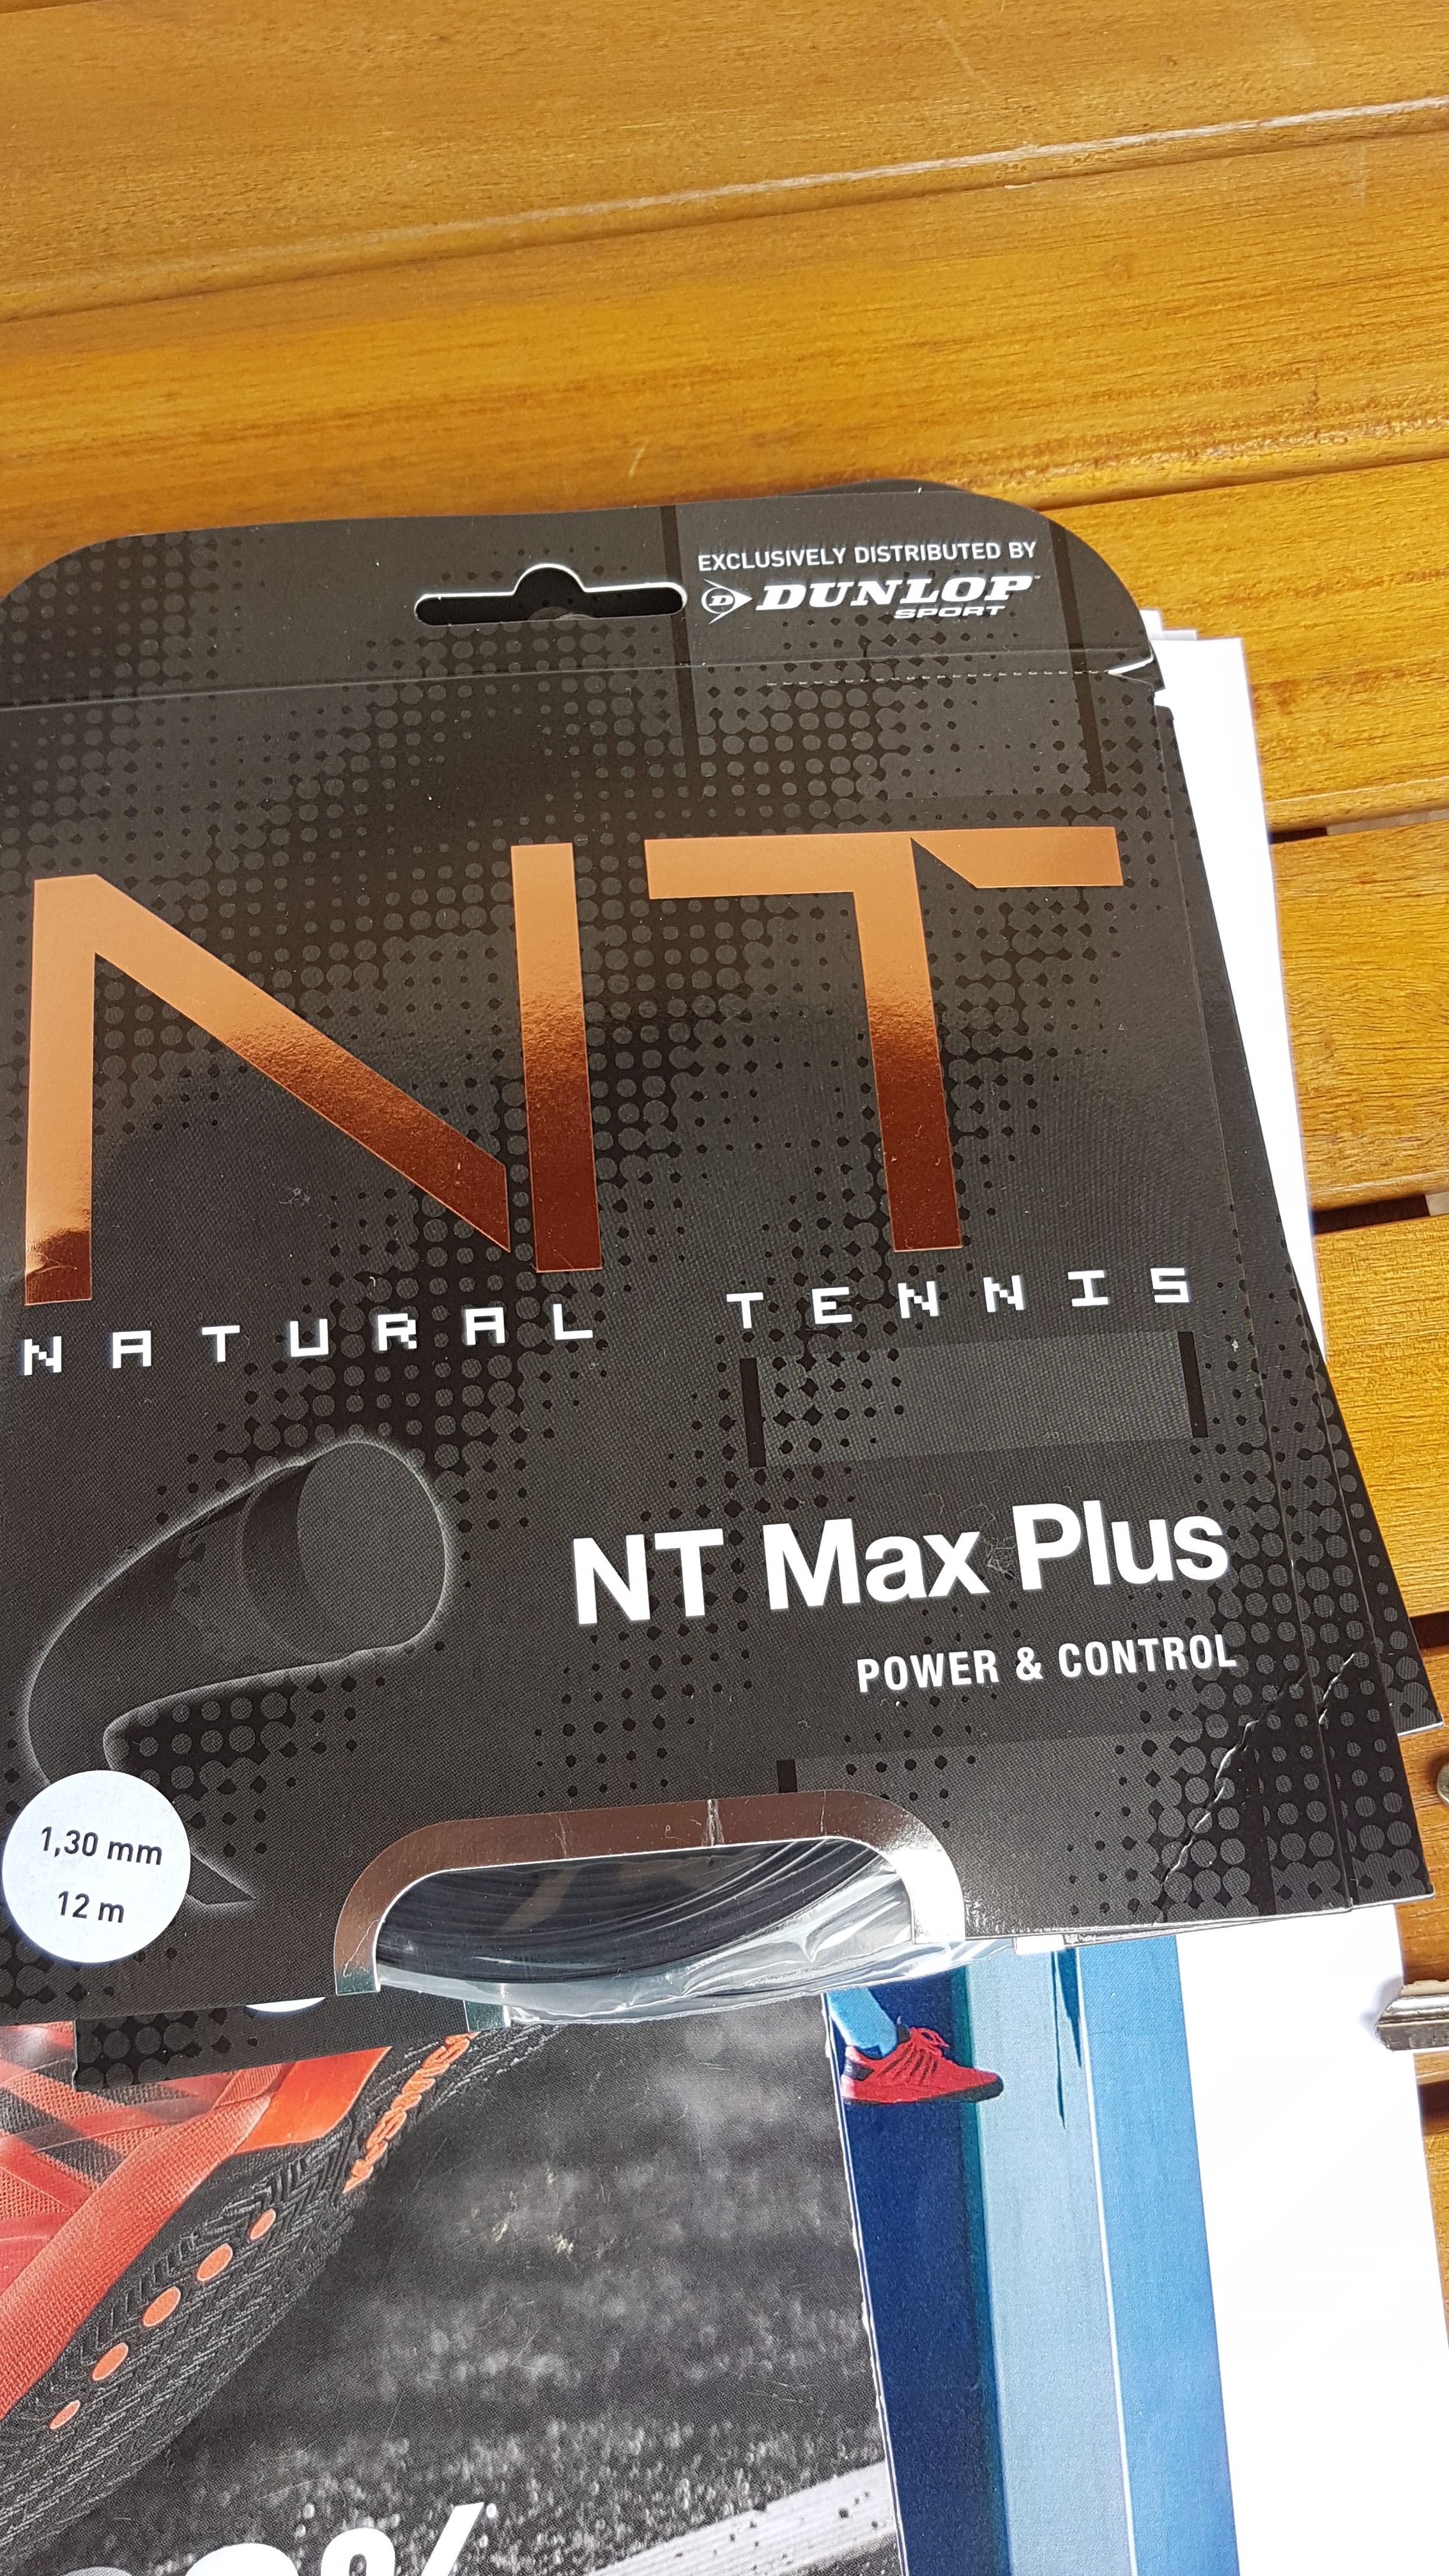 EXCLUSIVELY DISTRIBUTED BY
D DUNLOP
SPORT
NT
NATURAL TENNIS
NT Max Plus
POWER & CONTROL
1,30 mm
12 m